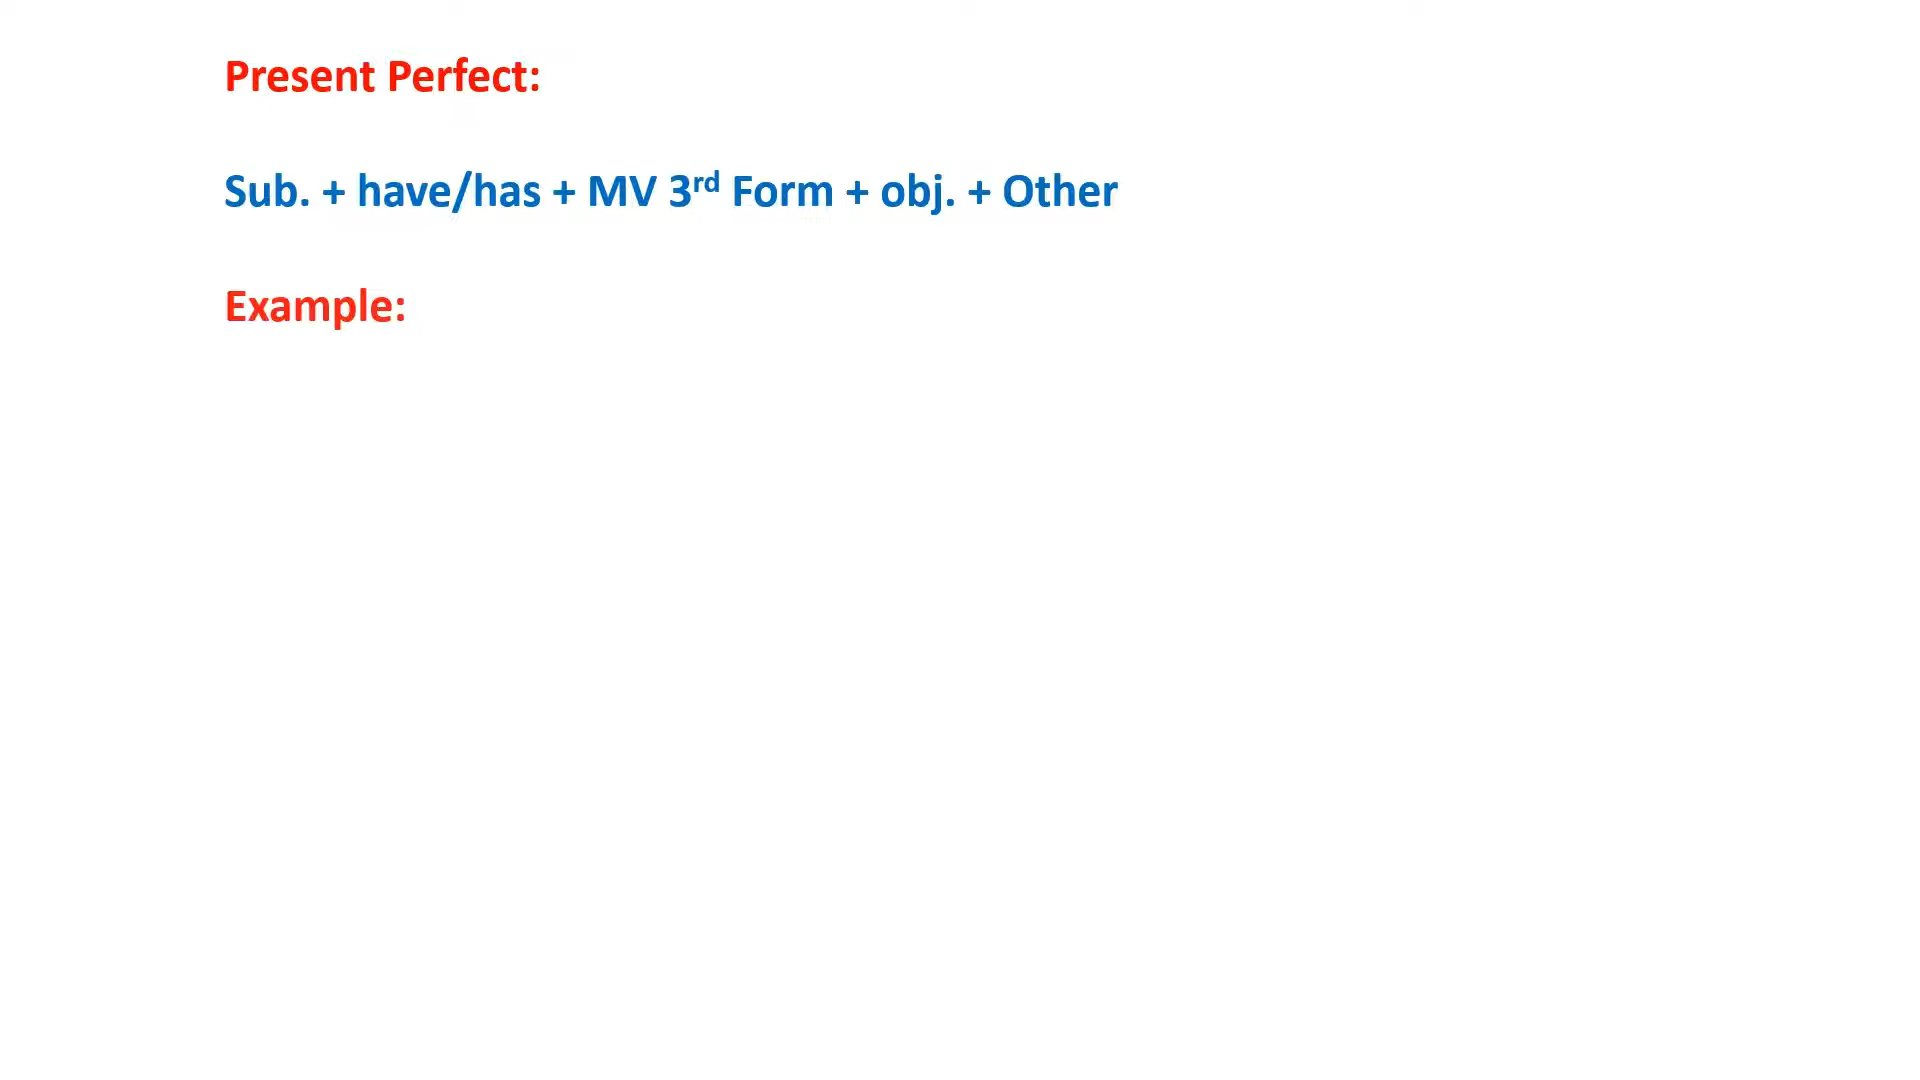 Present Perfect:
Sub. + have/has + MV 3rd Form + obj. + Other
Example: